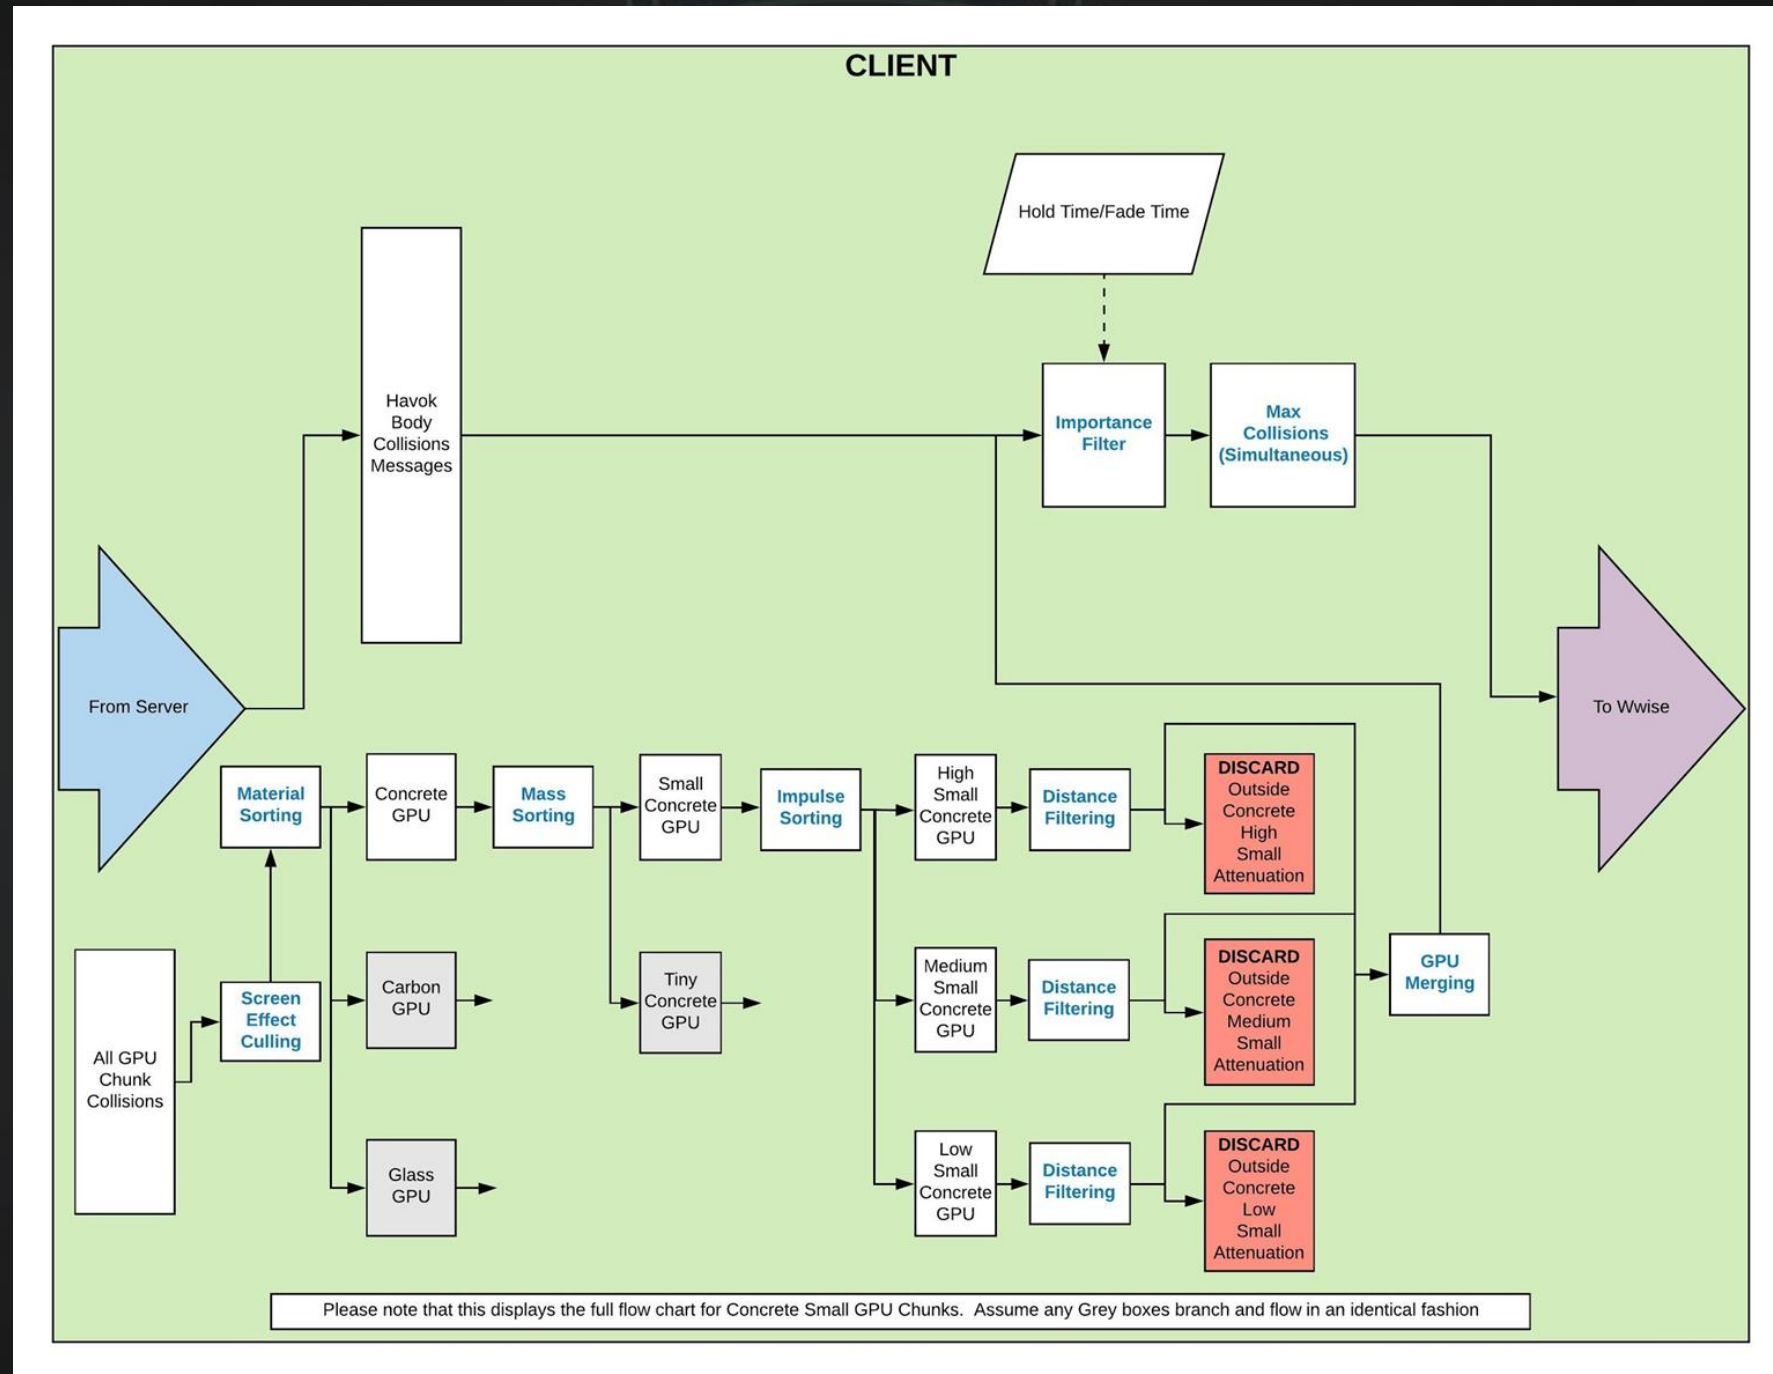 CLIENT
Hold Time/Fade Time
Havok
Body
Collisions
Messages
Importance
Filter
Max
Collisions
(Simultaneous)
From Server
To Wwise
Material
Sorting
Concrete
GPU
Mass
Sorting
Small
Concrete
GPU
Impulse
Sorting
High
Small
Concrete
GPU
Distance
Filtering
DISCARD
Outside
Concrete
High
Small
Attenuation
Screen
Effect
Culling
All GPU
Chunk
Collisions
Carbon
GPU
Tiny
Concrete
GPU
Medium
Small
Concrete
GPU
Distance
Filtering
DISCARD
Outside
Concrete
Medium
Small
Attenuation
GPU
Merging
Glass
GPU
Low
Small
Concrete
GPU
Distance
Filtering
DISCARD
Outside
Concrete
Low
Small
Attenuation
Please note that this displays the full flow chart for Concrete Small GPU Chunks.  Assume any Grey boxes branch and flow in an identical fashion